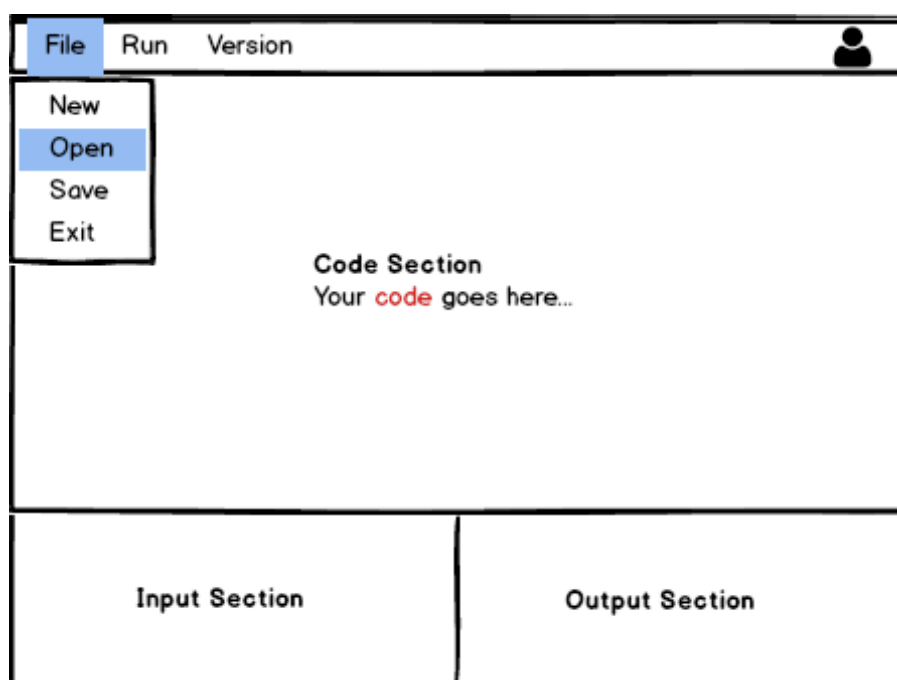 File Run Version
New
Open
Save
Exit
Code Section
Your code goes here...
Input Section Output Section